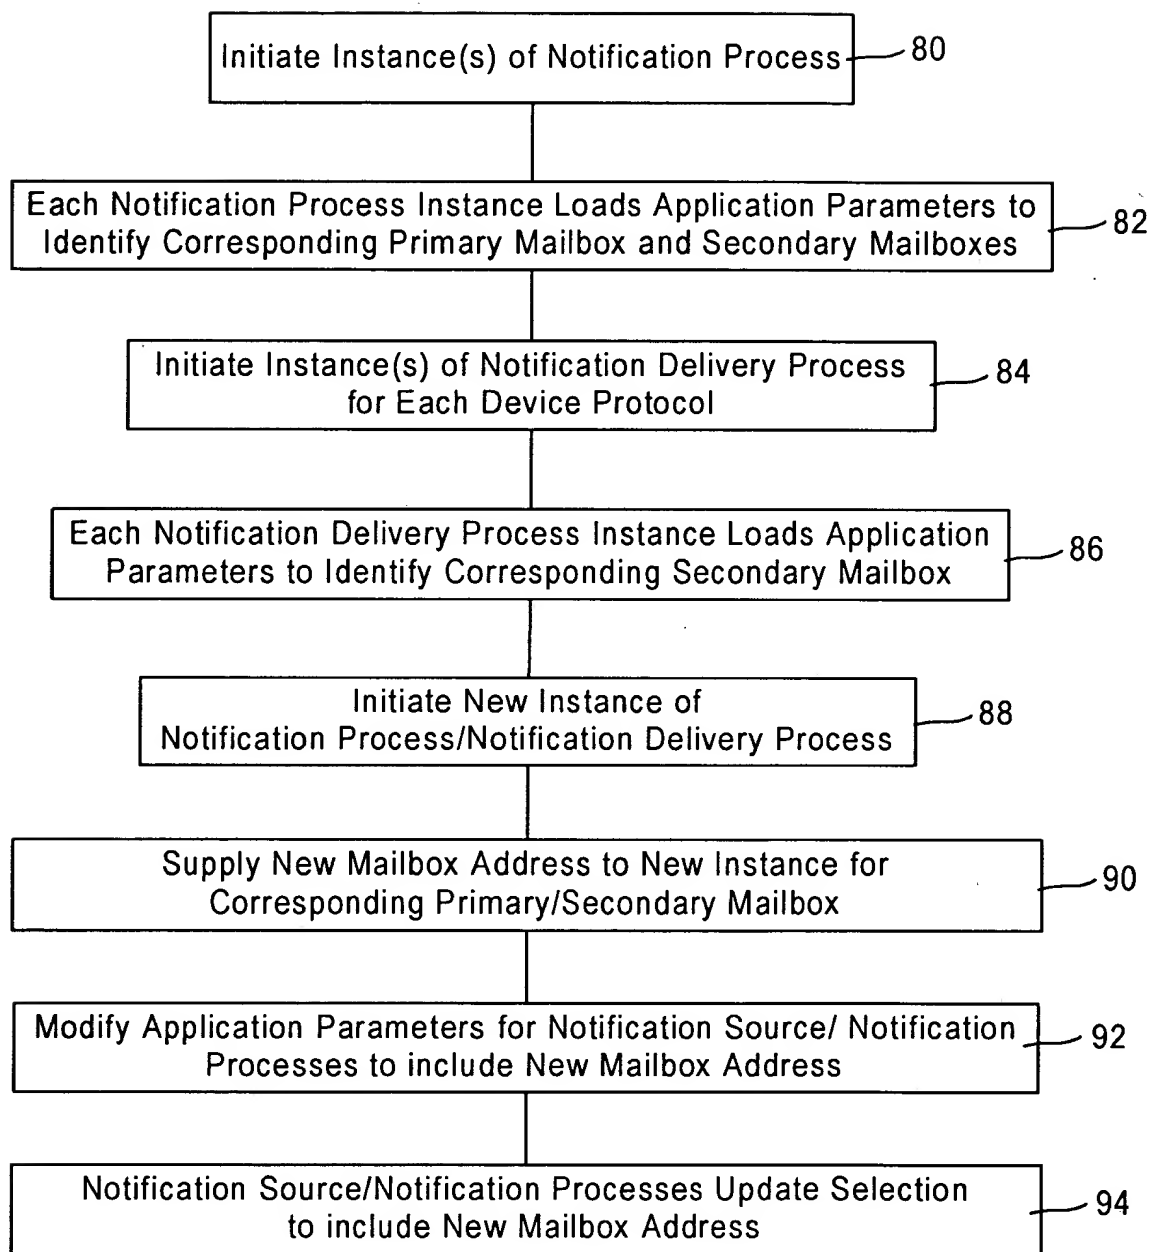 Initiate Instance(s) of Notification Process
80
Each Notification Process Instance Loads Application Parameters to
Identify Corresponding Primary Mailbox and Secondary Mailboxes
82
Initiate Instance(s) of Notification Delivery Process
for Each Device Protocol
84
Each Notification Delivery Process Instance Loads Application
Parameters to Identify Corresponding Secondary Mailbox
86
Initiate New Instance of
Notification Process/Notification Delivery Process
88
Supply New Mailbox Address to New Instance for
Corresponding Primary/Secondary Mailbox
90
Modify Application Parameters for Notification Source/ Notification
Processes to include New Mailbox Address
92
Notification Source/Notification Processes Update Selection
to include New Mailbox Address
94